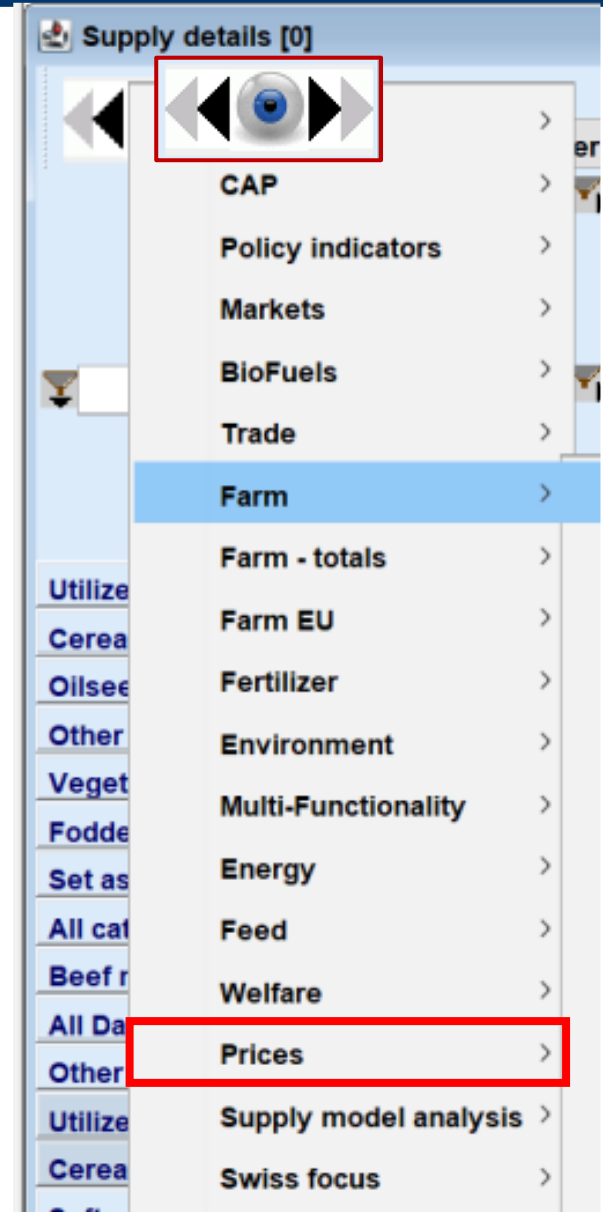 Supply details [0]
er
CAP
Policy indicators
Markets
BioFuels
Trade
Farm
Farm - totals
Utilize
Farm EU
Cerea
Fertilizer
Oilsee
Other
Environment
Veget
Multi-Functionality
Fodde
Energy
Set as
Feed
All cat
Beef r
Welfare
All Da
Prices
Other
Utilize
Supply model analysis
Cerea
Swiss focus